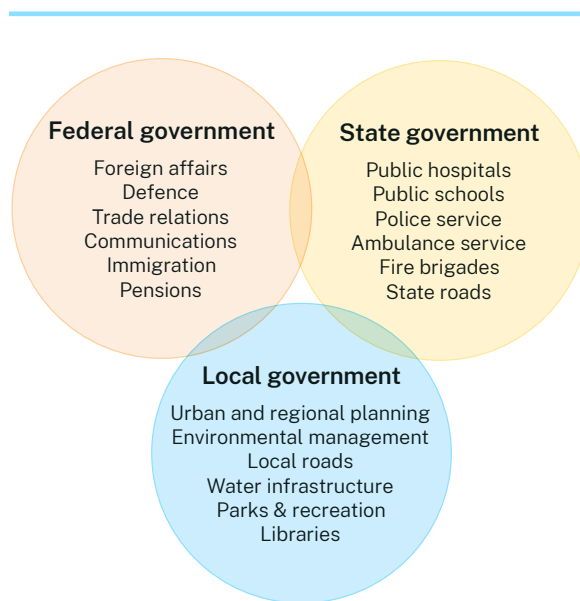 Federal government
Foreign affairs
Defence
Trade relations
Communications
Immigration
Pensions
State government
Public hospitals
Public schools
Police service
Ambulance service
Fire brigades
State roads
Local government
Urban and regional planning
Environmental management
Local roads
Water infrastructure
Parks & recreation
Libraries